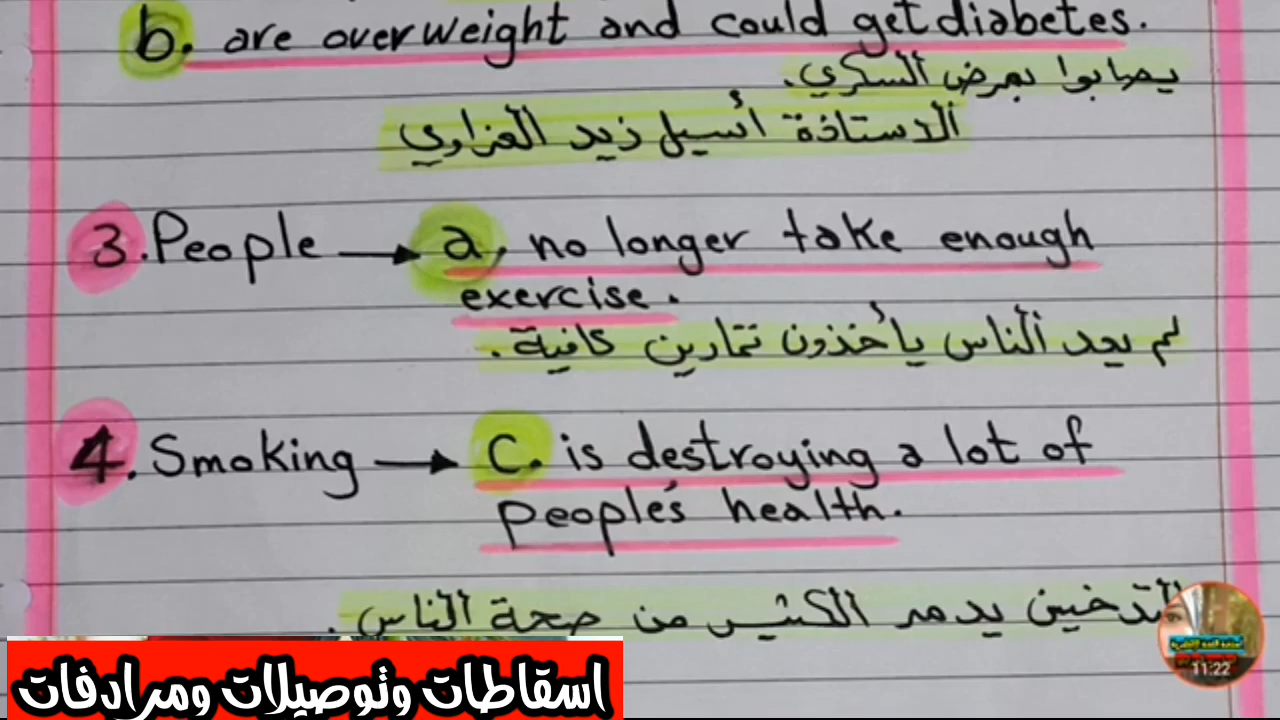 b. are overweight and could get diabetes.
يصابوا بمرض السكري.
الاستاذة أسيل زيد العزاوي
3. People → a, no longer take enough
exercise.
لم يعد الناس يأخذون تمارين كافية.
4. Smoking → c. is destroying a lot of
people's health.
التدخين يدمر الكثير من صحة الناس.
اسقاطات وتوصيلات ومرادفات
11:22